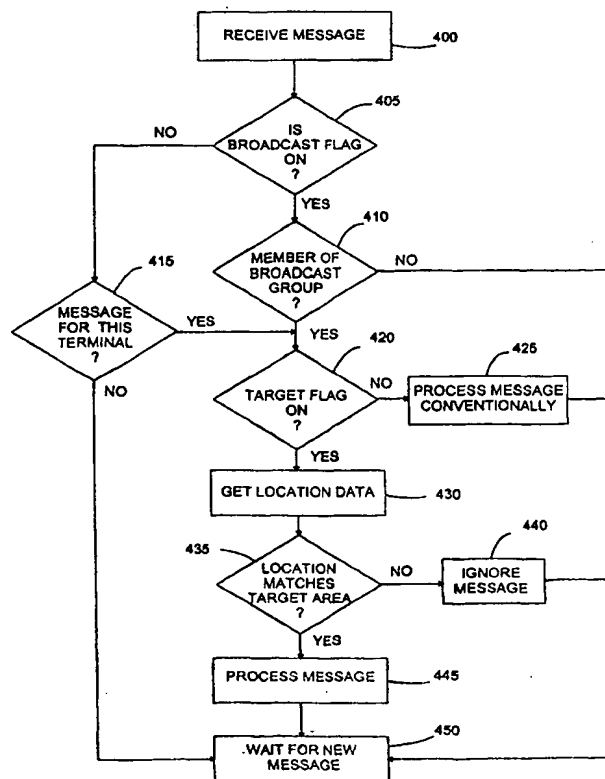 RECEIVE MESSAGE
400
405
NO
IS
BROADCAST FLAG
ON
?
YES
410
MEMBER OF
BROADCAST
GROUP
?
NO
415
MESSAGE
FOR THIS
TERMINAL
?
YES
YES
NO
420
TARGET FLAG
ON
?
NO
425
PROCESS MESSAGE
CONVENTIONALLY
YES
GET LOCATION DATA
430
435
LOCATION
MATCHES
TARGET AREA
?
NO
440
IGNORE
MESSAGE
YES
PROCESS MESSAGE
445
WAIT FOR NEW
MESSAGE
450